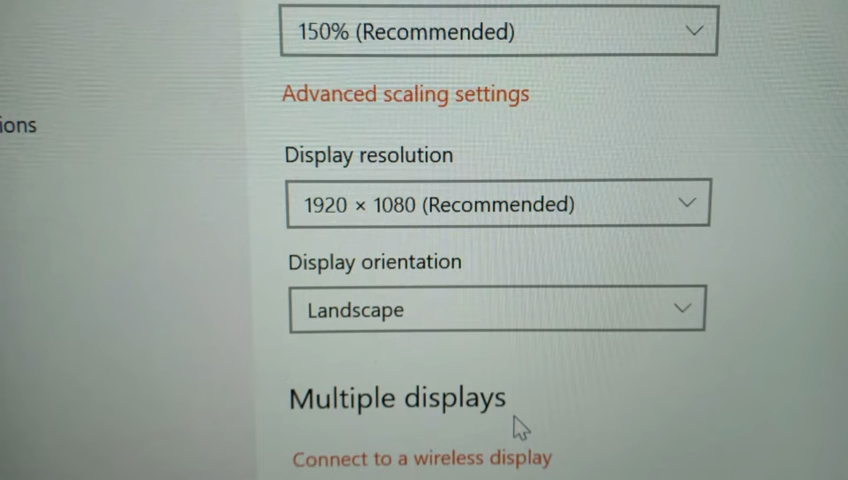 150% (Recommended)
Advanced scaling settings
ions
Display resolution
1920 × 1080 (Recommended)
Display orientation
Landscape
Multiple displays
Connect to a wireless display